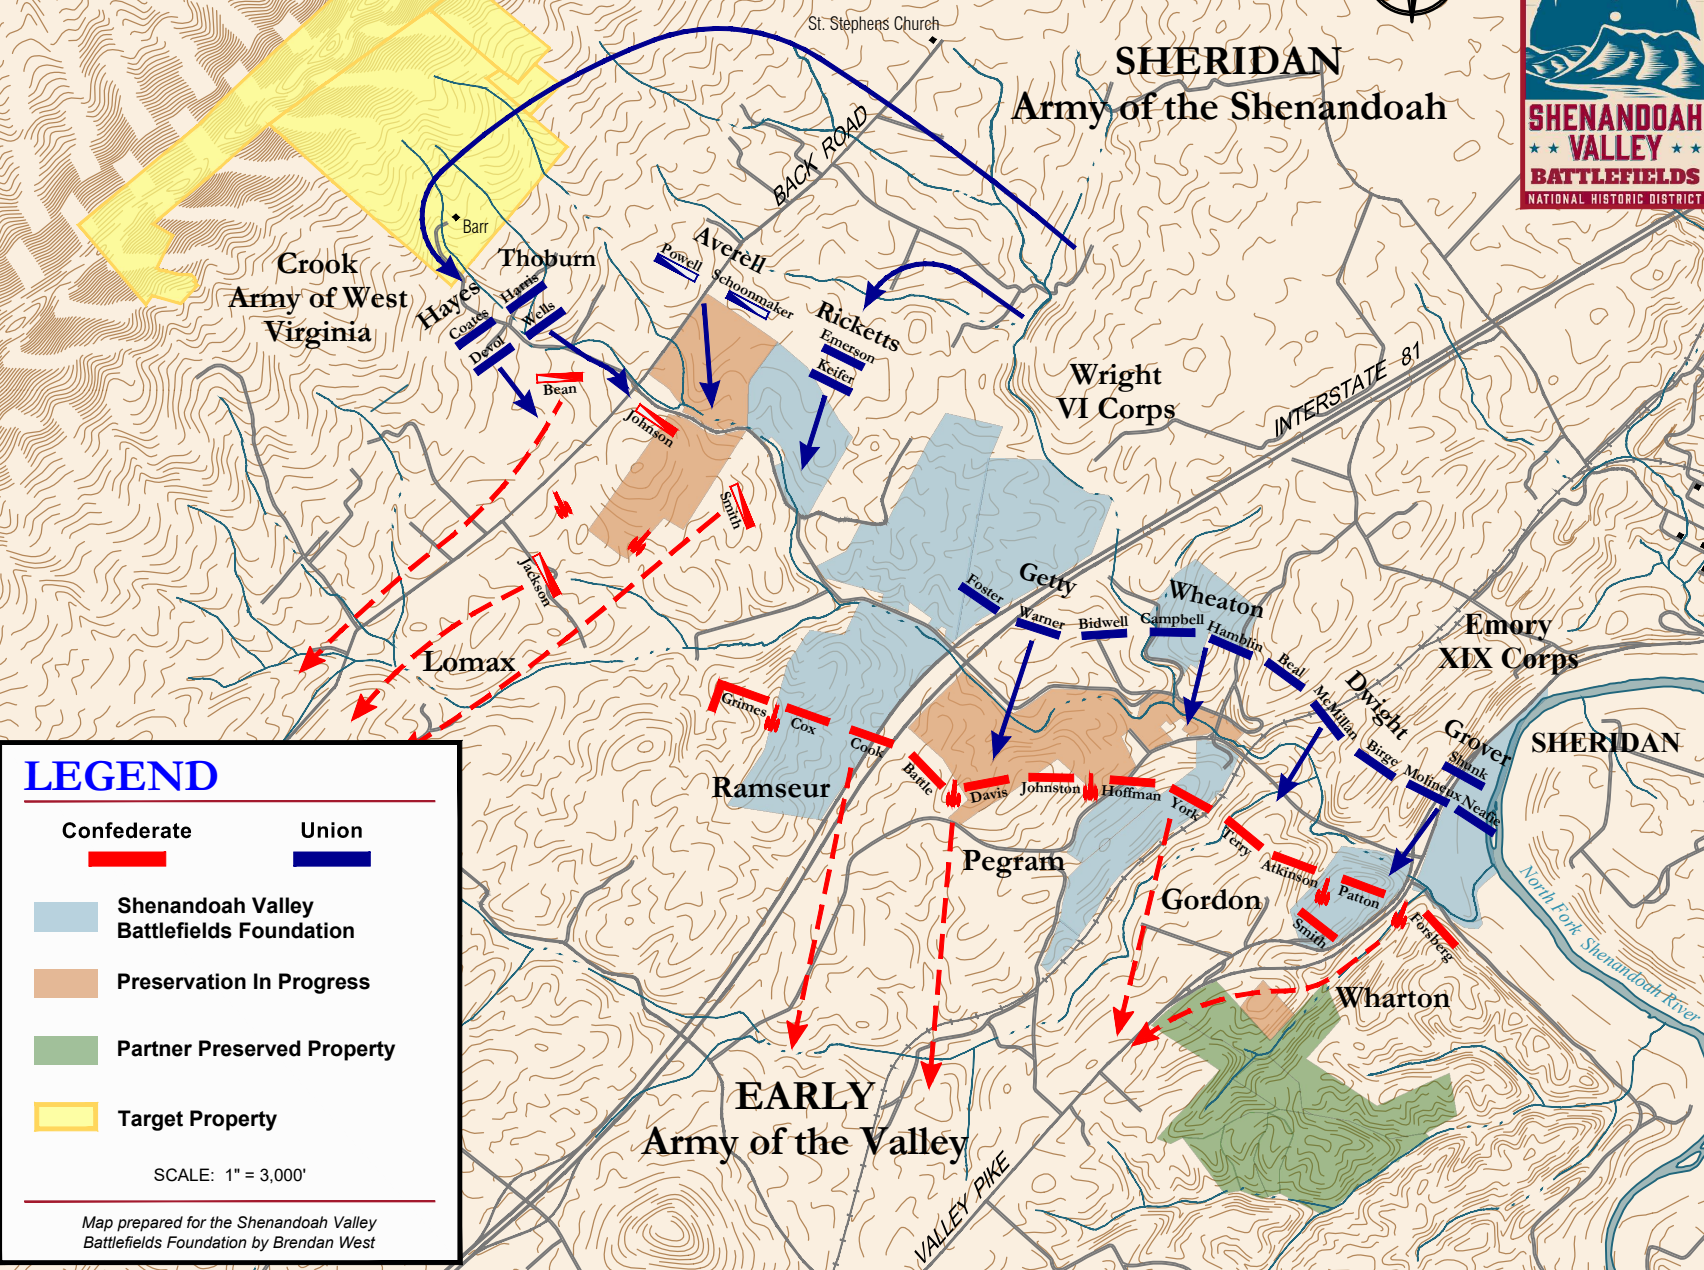 St. Stephens Church
SHERIDAN
Army of the Shenandoah
SHENANDOAH
VALLEY
BATTLEFIELDS
NATIONAL HISTORIC DISTRICT
BACK ROAD
Barr
Crook
Army of West
Virginia
Thoburn
Hayes
Harris
Wells
Coates
Devol
Averell
Powell
Schoonmaker
Ricketts
Emerson
Keifer
Bean
Johnson
Smith
Jackson
Lomax
Wright
VI Corps
INTERSTATE 81
Getty
Foster
Warner
Bidwell
Wheaton
Campbell
Hamblin
Emory
XIX Corps
Beal
McMillan
Dwight
Birge
Grover
Shunk
Molineux
Neafie
SHERIDAN
Grimes
Cox
Cook
Ramseur
Battle
Davis
Johnston
Hoffman
York
Pegram
Terry
Atkinson
Patton
Gordon
Smith
Forsberg
Wharton
North Fork Shenandoah River
EARLY
Army of the Valley
VALLEY PIKE
LEGEND
Confederate
Union
Shenandoah Valley
Battlefields Foundation
Preservation In Progress
Partner Preserved Property
Target Property
SCALE: 1" = 3,000'
Map prepared for the Shenandoah Valley
Battlefields Foundation by Brendan West